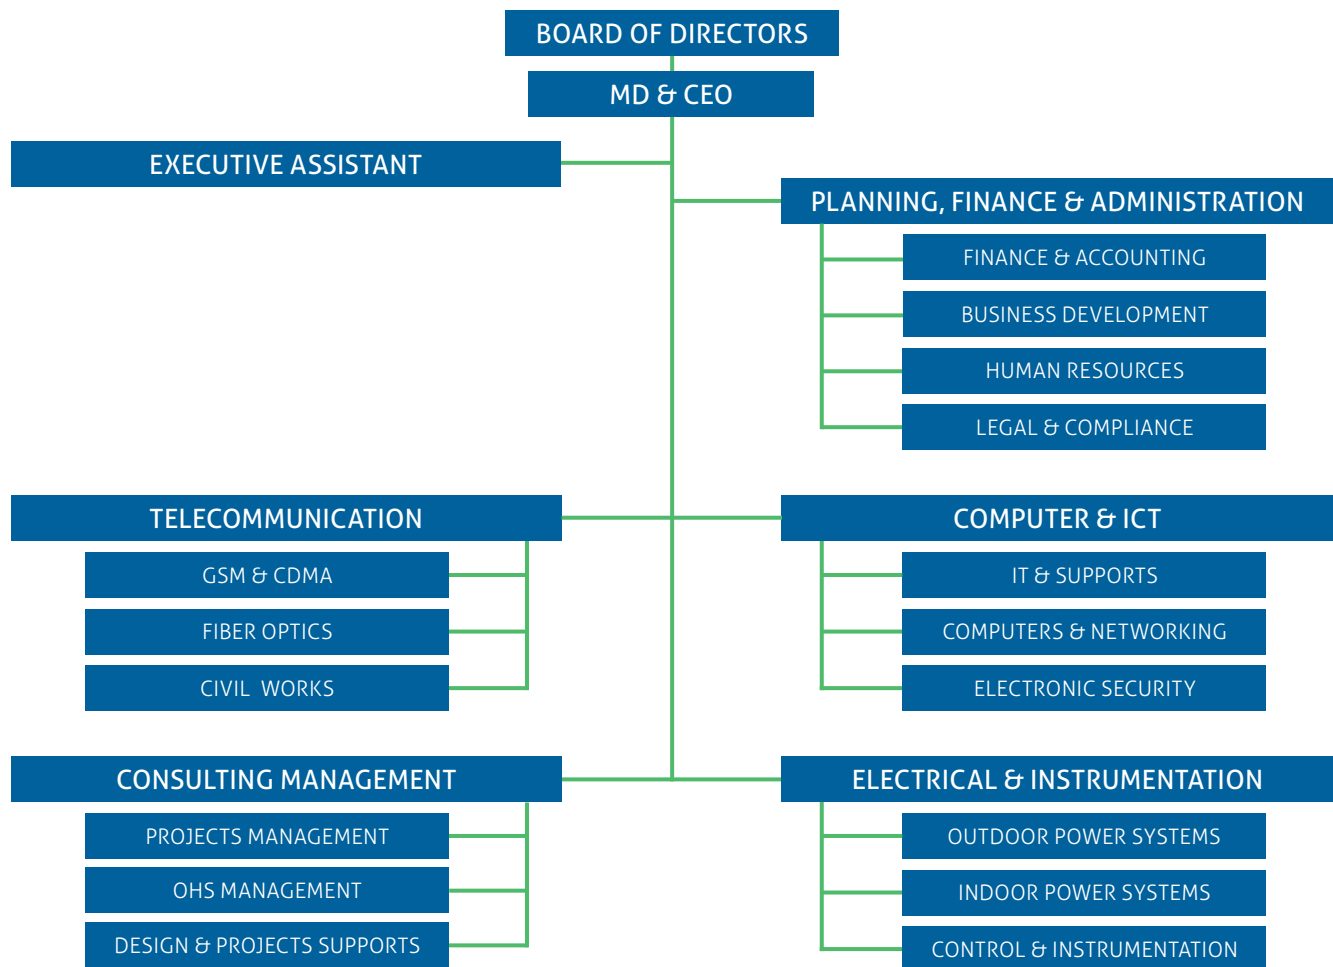 BOARD OF DIRECTORS
MD & CEO
EXECUTIVE ASSISTANT
PLANNING, FINANCE & ADMINISTRATION
FINANCE & ACCOUNTING
BUSINESS DEVELOPMENT
HUMAN RESOURCES
LEGAL & COMPLIANCE
TELECOMMUNICATION
GSM & CDMA
FIBER OPTICS
CIVIL WORKS
COMPUTER & ICT
IT & SUPPORTS
COMPUTERS & NETWORKING
ELECTRONIC SECURITY
CONSULTING MANAGEMENT
PROJECTS MANAGEMENT
OHS MANAGEMENT
DESIGN & PROJECTS SUPPORTS
ELECTRICAL & INSTRUMENTATION
OUTDOOR POWER SYSTEMS
INDOOR POWER SYSTEMS
CONTROL & INSTRUMENTATION